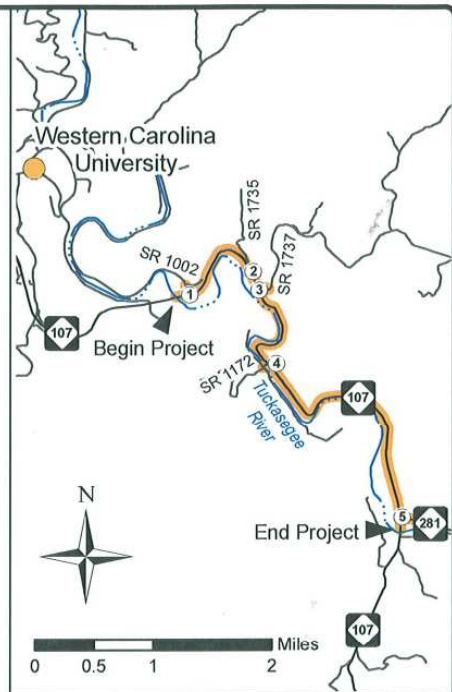 Western Carolina
University
SR 1735
SR 1002
SR 1737
2
1
3
107
Begin Project
4
SR 1172
Tuckasegee
River
107
N
5
281
End Project
107
Miles
0 0.5 1 2